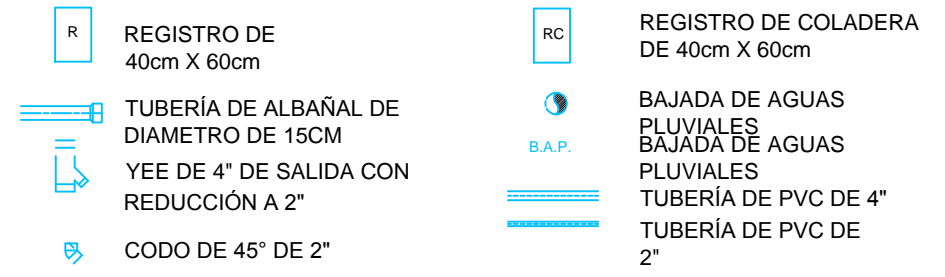 R
REGISTRO DE
40cm X 60cm
TUBERÍA DE ALBAÑAL DE
DIAMETRO DE 15CM
YEE DE 4" DE SALIDA CON
REDUCCIÓN A 2"
CODO DE 45° DE 2"
RC
REGISTRO DE COLADERA
DE 40cm X 60cm
BAJADA DE AGUAS
PLUVIALES
B.A.P.
BAJADA DE AGUAS
PLUVIALES
TUBERÍA DE PVC DE 4"
TUBERÍA DE PVC DE
2"